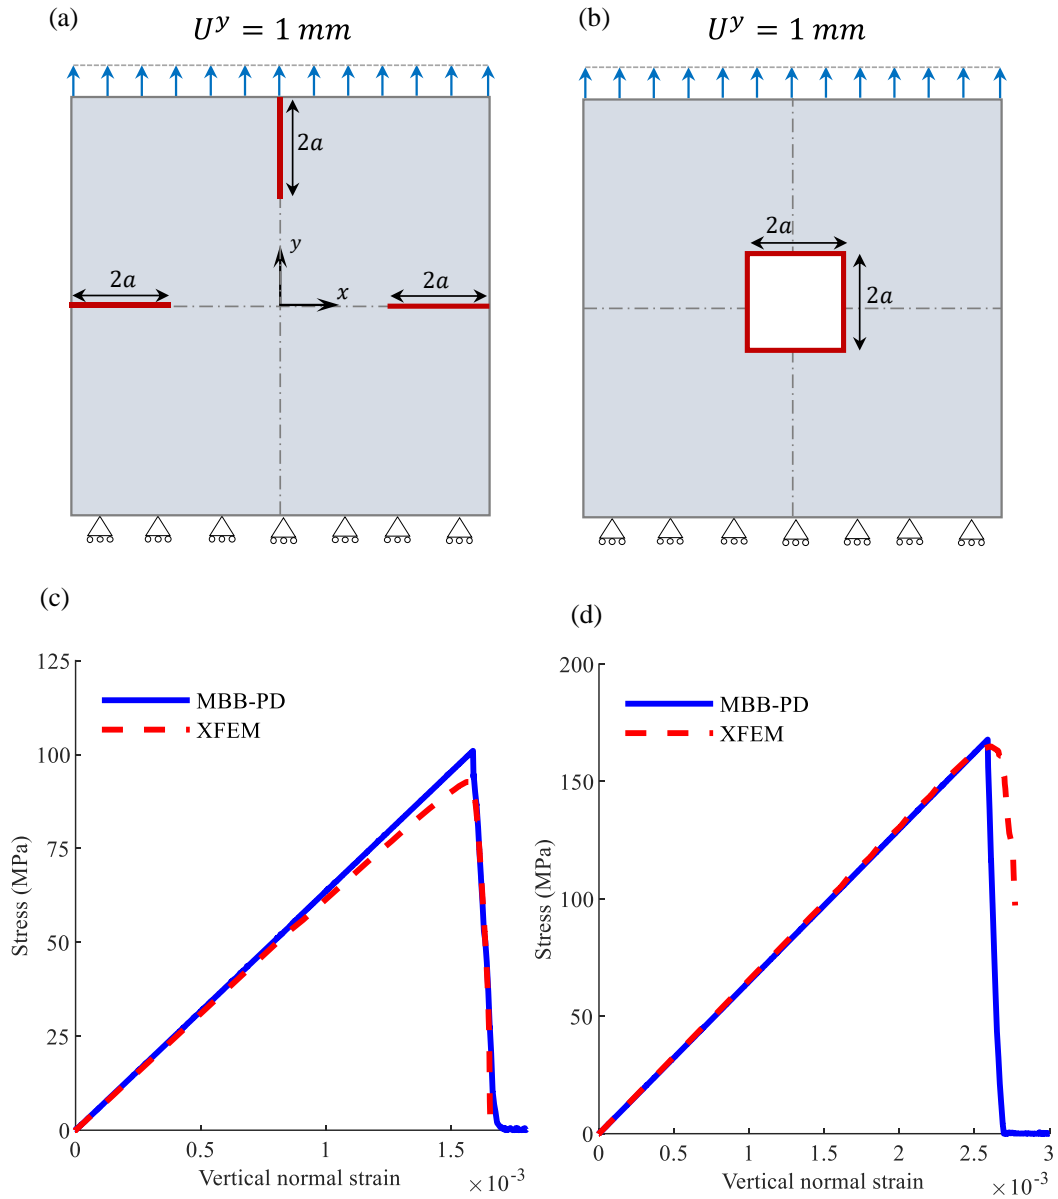 (a)
U^y = 1 mm
2a
y
x
2a
2a
(b)
U^y = 1 mm
2a
2a
(c)
125
100
75
50
25
0
Stress (MPa)
MBB-PD
XFEM
0
0.5
1
1.5
Vertical normal strain
×10^-3
(d)
200
150
100
50
0
Stress (MPa)
MBB-PD
XFEM
0
0.5
1
1.5
2
2.5
3
Vertical normal strain
×10^-3